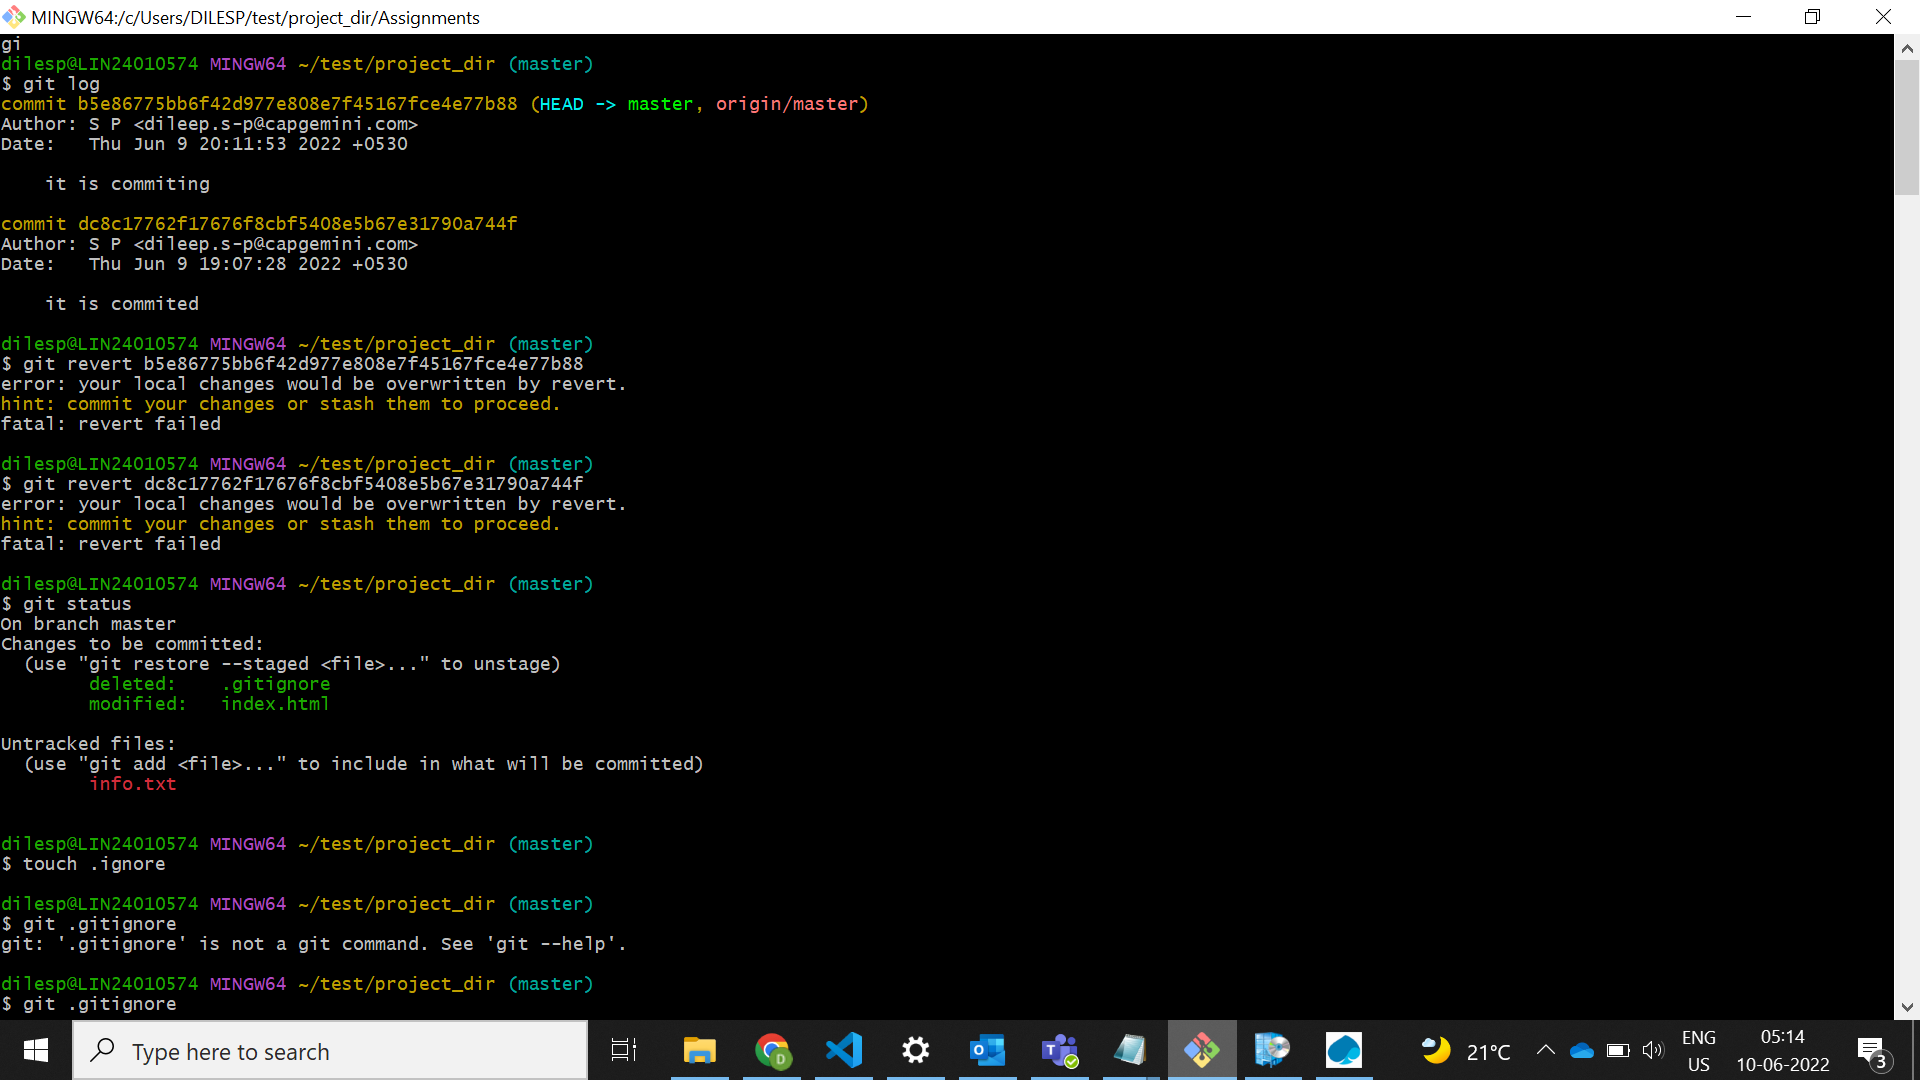 MINGW64:/c/Users/DILESP/test/project_dir/Assignments
gi
dilesp@LIN24010574 MINGW64 ~/test/project_dir (master)
$ git log
commit b5e86775bb6f42d977e808e7f45167fce4e77b88 (HEAD -> master, origin/master)
Author: S P <dileep.s-p@capgemini.com>
Date:   Thu Jun 9 20:11:53 2022 +0530
    it is commiting
commit dc8c17762f17676f8cbf5408e5b67e31790a744f
Author: S P <dileep.s-p@capgemini.com>
Date:   Thu Jun 9 19:07:28 2022 +0530
    it is commited
dilesp@LIN24010574 MINGW64 ~/test/project_dir (master)
$ git revert b5e86775bb6f42d977e808e7f45167fce4e77b88
error: your local changes would be overwritten by revert.
hint: commit your changes or stash them to proceed.
fatal: revert failed
dilesp@LIN24010574 MINGW64 ~/test/project_dir (master)
$ git revert dc8c17762f17676f8cbf5408e5b67e31790a744f
error: your local changes would be overwritten by revert.
hint: commit your changes or stash them to proceed.
fatal: revert failed
dilesp@LIN24010574 MINGW64 ~/test/project_dir (master)
$ git status
On branch master
Changes to be committed:
  (use "git restore --staged <file>..." to unstage)
        deleted:    .gitignore
        modified:   index.html
Untracked files:
  (use "git add <file>..." to include in what will be committed)
        info.txt
dilesp@LIN24010574 MINGW64 ~/test/project_dir (master)
$ touch .ignore
dilesp@LIN24010574 MINGW64 ~/test/project_dir (master)
$ git .gitignore
git: '.gitignore' is not a git command. See 'git --help'.
dilesp@LIN24010574 MINGW64 ~/test/project_dir (master)
$ git .gitignore
Type here to search
D
21°C
ENG
US
05:14
10-06-2022
3